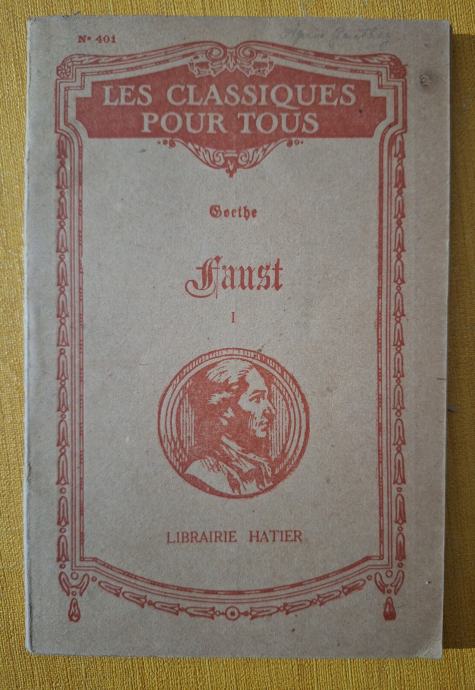 N° 401
LES CLASSIQUES
POUR TOUS
Goethe
Faust
I
LIBRAIRIE HATIER